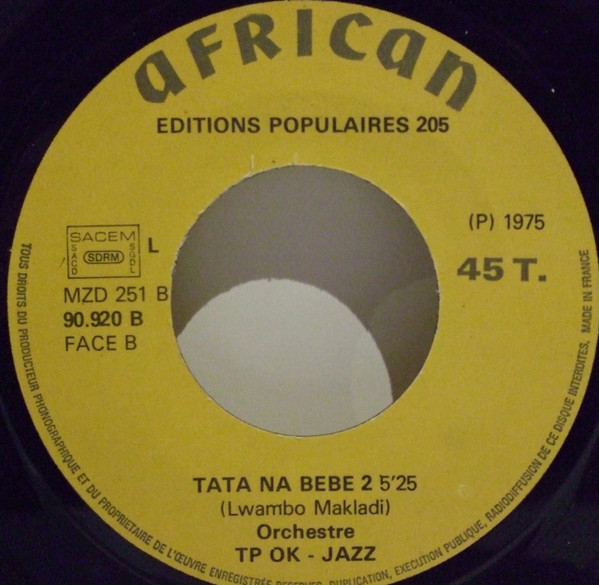 african
EDITIONS POPULAIRES 205
SACEM
SACD
SDRM
SGDL
L
(P) 1975
45 T.
MZD 251 B
90.920 B
FACE B
TATA NA BEBE 2 5'25
(Lwambo Makladi)
Orchestre
TP OK - JAZZ
TOUS DROITS DU PRODUCTEUR PHONOGRAPHIQUE ET DU PROPRIETAIRE DE L'ŒUVRE ENREGISTRÉE RESERVES, DUPLICATION, EXECUTION PUBLIQUE, RADIODIFFUSION DE CE DISQUE INTERDITES, MADE IN FRANCE